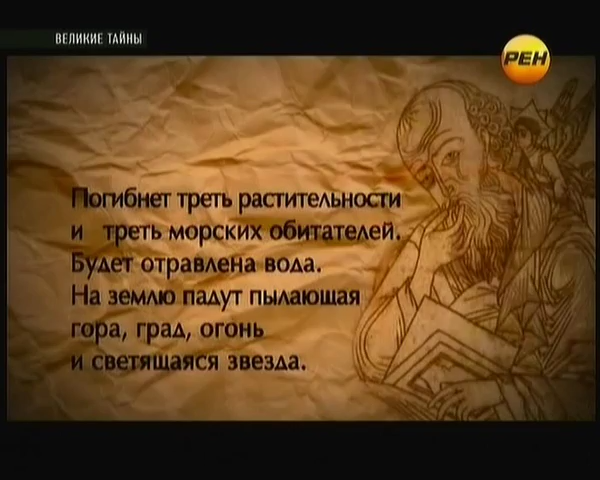 ВЕЛИКИЕ ТАЙНЫ
РЕН
Погибнет треть растительности
и треть морских обитателей.
Будет отравлена вода.
На землю падут пылающая
гора, град, огонь
и светящаяся звезда.